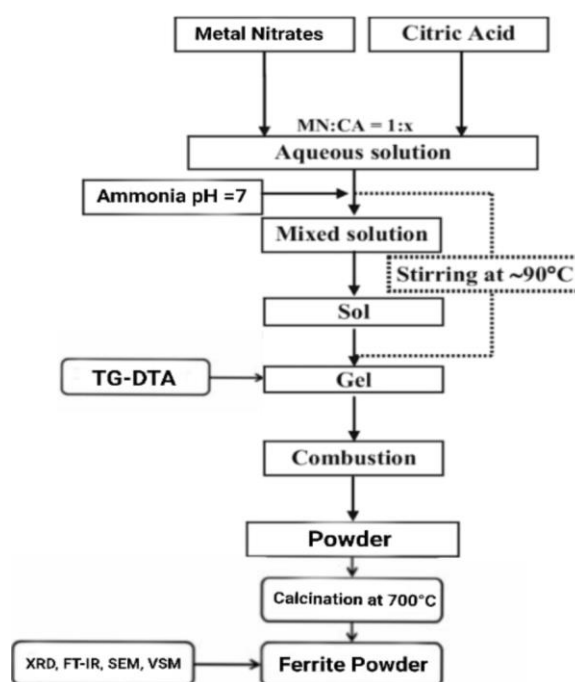 Metal Nitrates
Citric Acid
MN:CA = 1:x
Aqueous solution
Ammonia pH =7
Mixed solution
Stirring at ~90°C
Sol
TG-DTA
Gel
Combustion
Powder
Calcination at 700°C
XRD, FT-IR, SEM, VSM
Ferrite Powder